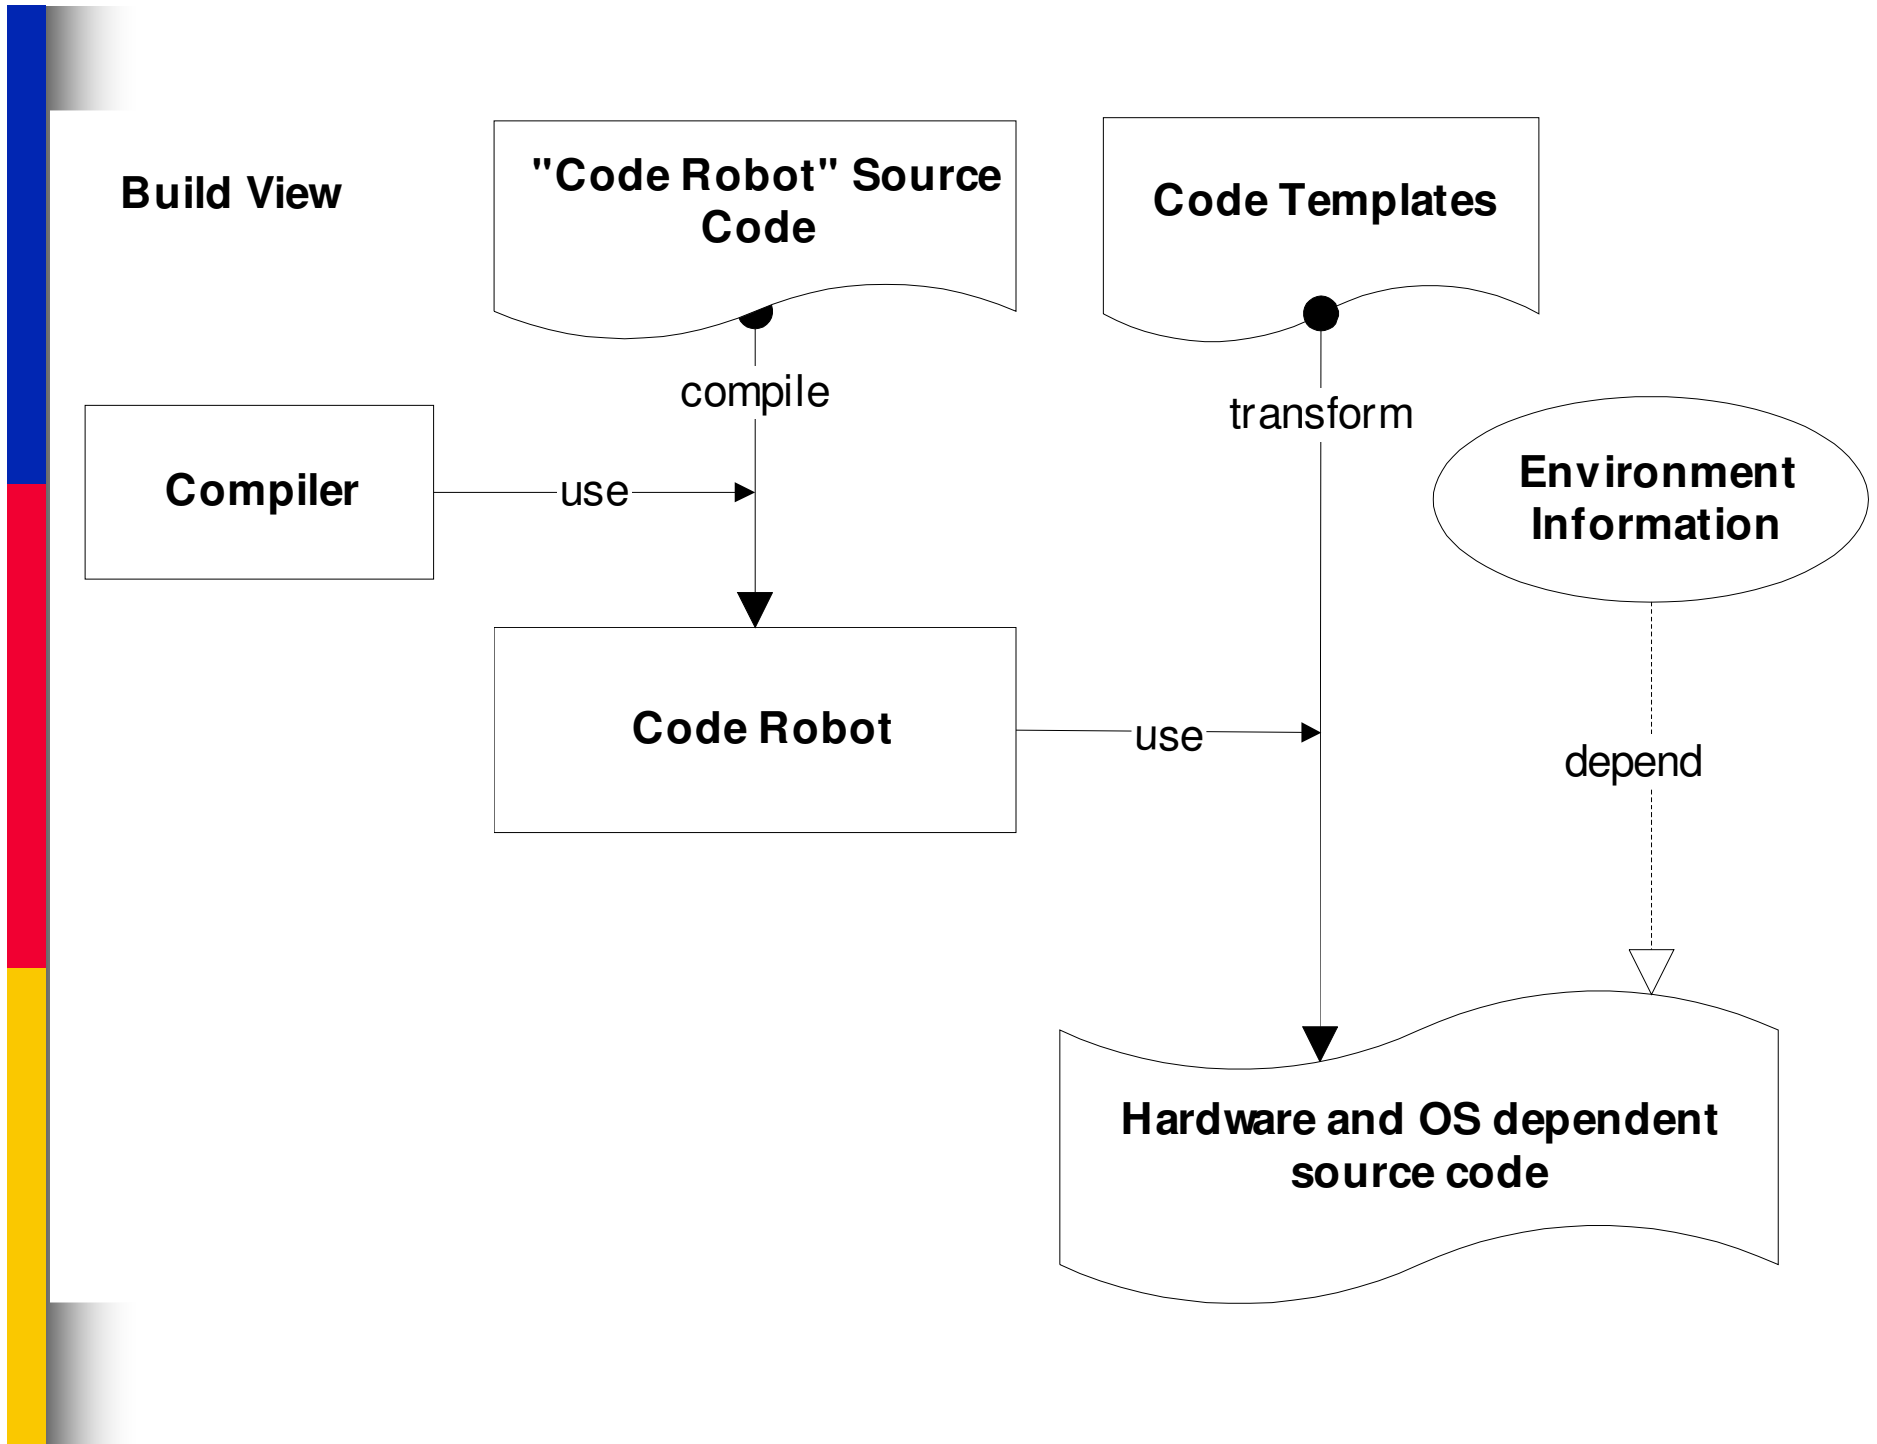 Build View
"Code Robot" Source
Code
Code Templates
compile
transform
Compiler
use
Environment
Information
Code Robot
use
depend
Hardware and OS dependent
source code